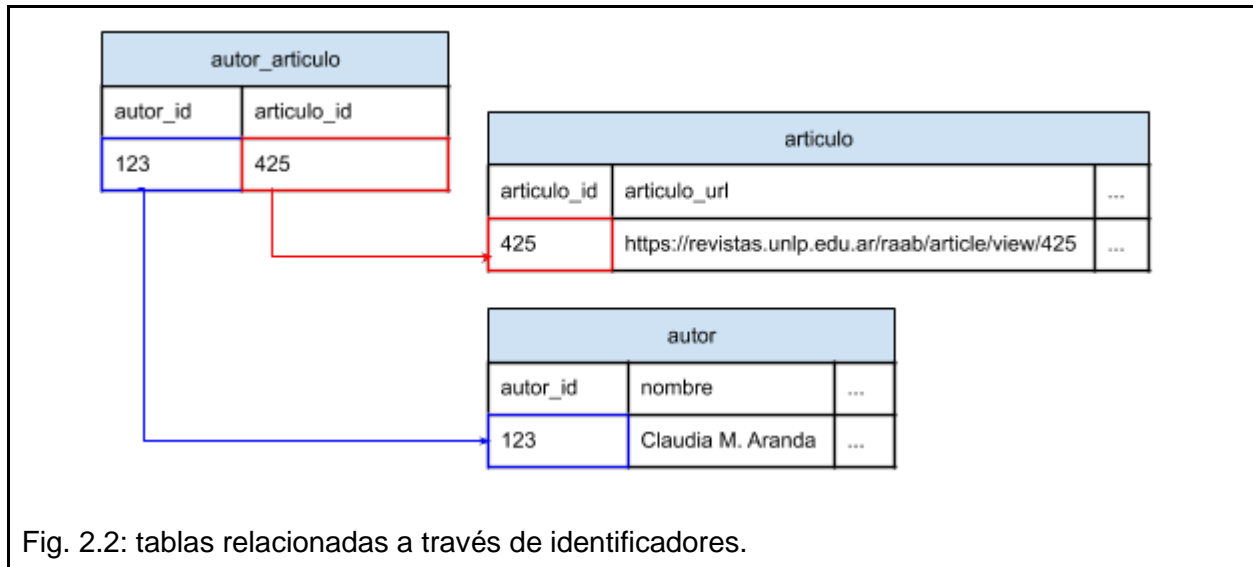 autor_articulo
autor_id articulo_id
123 425
articulo
articulo_id articulo_url ...
425 https://revistas.unlp.edu.ar/raab/article/view/425 ...
autor
autor_id nombre ...
123 Claudia M. Aranda ...
Fig. 2.2: tablas relacionadas a través de identificadores.